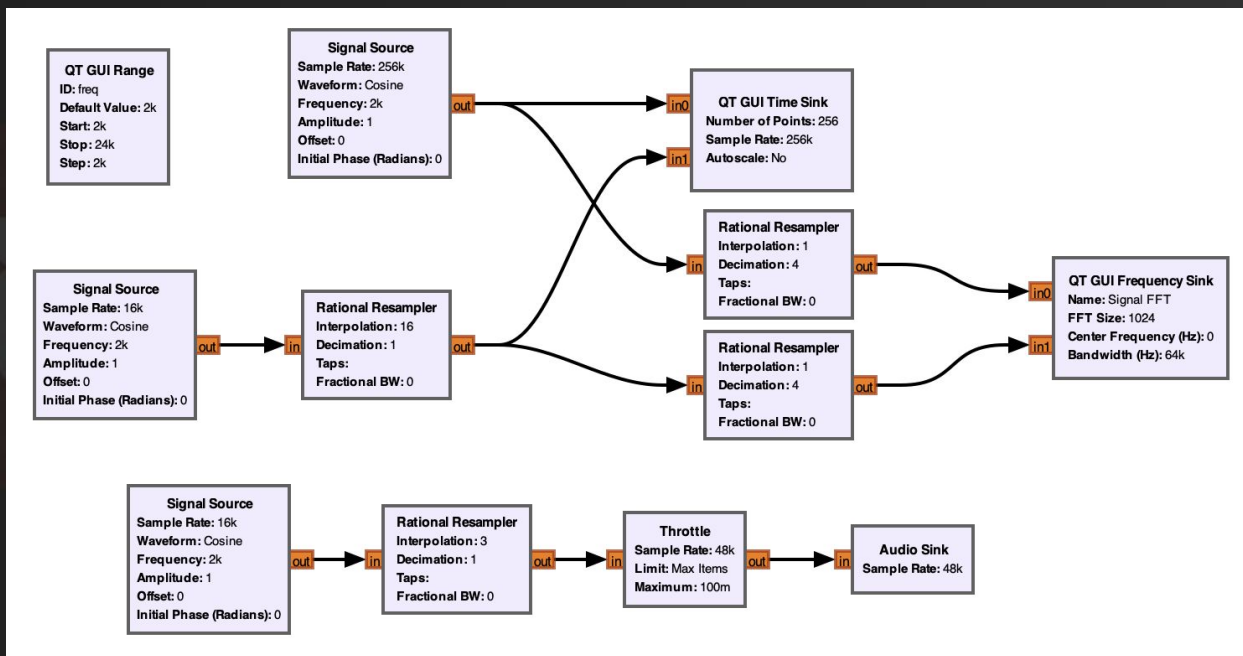 QT GUI Range
ID: freq
Default Value: 2k
Start: 2k
Stop: 24k
Step: 2k
Signal Source
Sample Rate: 256k
Waveform: Cosine
Frequency: 2k
Amplitude: 1
Offset: 0
Initial Phase (Radians): 0
out
in0
in1
QT GUI Time Sink
Number of Points: 256
Sample Rate: 256k
Autoscale: No
in
Rational Resampler
Interpolation: 1
Decimation: 4
Taps:
Fractional BW: 0
out
Signal Source
Sample Rate: 16k
Waveform: Cosine
Frequency: 2k
Amplitude: 1
Offset: 0
Initial Phase (Radians): 0
out
in
Rational Resampler
Interpolation: 16
Decimation: 1
Taps:
Fractional BW: 0
out
in
Rational Resampler
Interpolation: 1
Decimation: 4
Taps:
Fractional BW: 0
out
in0
in1
QT GUI Frequency Sink
Name: Signal FFT
FFT Size: 1024
Center Frequency (Hz): 0
Bandwidth (Hz): 64k
Signal Source
Sample Rate: 16k
Waveform: Cosine
Frequency: 2k
Amplitude: 1
Offset: 0
Initial Phase (Radians): 0
out
in
Rational Resampler
Interpolation: 3
Decimation: 1
Taps:
Fractional BW: 0
out
in
Throttle
Sample Rate: 48k
Limit: Max Items
Maximum: 100m
out
in
Audio Sink
Sample Rate: 48k